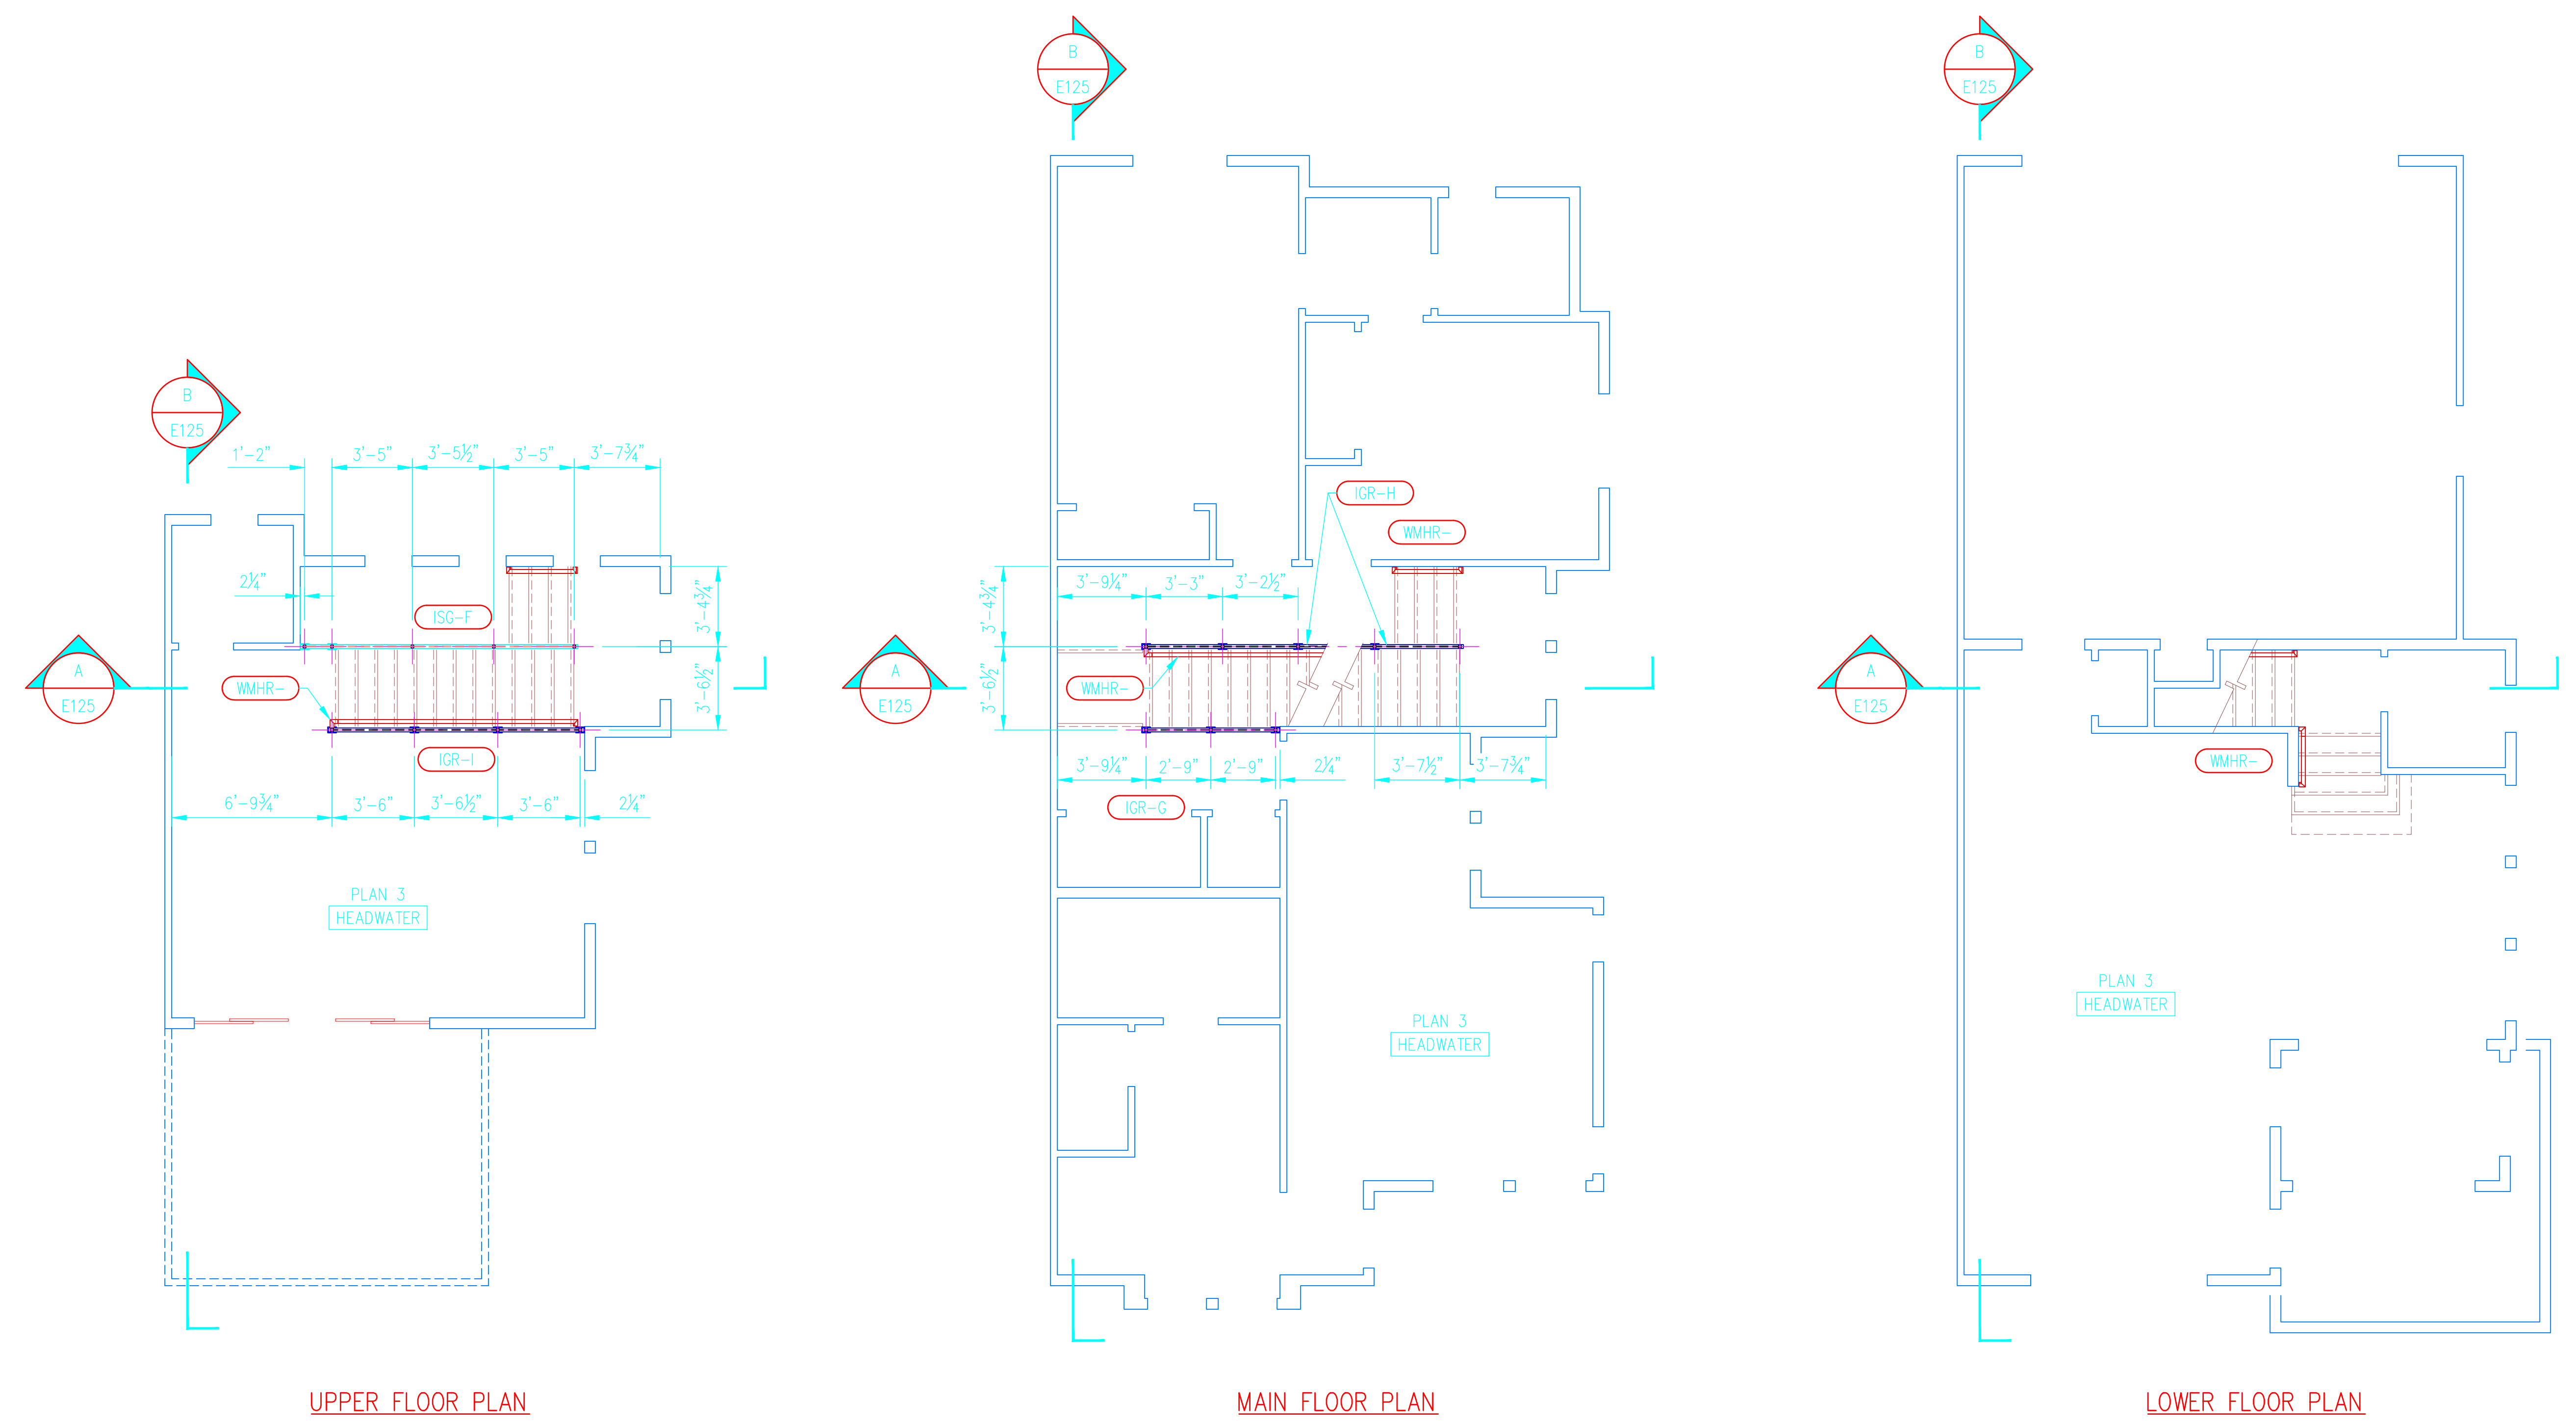 B
E125
1'-2"
3'-5"
3'-5½"
3'-5"
3'-7¾"
2¼"
ISG-F
3'-4¾"
A
E125
WMHR-
3'-6½"
IGR-I
6'-9¾"
3'-6"
3'-6½"
3'-6"
2¼"
PLAN 3
HEADWATER
UPPER FLOOR PLAN
B
E125
IGR-H
WMHR-
3'-9¼"
3'-3"
3'-2½"
3'-4¾"
A
E125
WMHR-
3'-6½"
3'-9¼"
2'-9"
2'-9"
2¼"
3'-7½"
3'-7¾"
IGR-G
PLAN 3
HEADWATER
MAIN FLOOR PLAN
B
E125
A
E125
WMHR-
PLAN 3
HEADWATER
LOWER FLOOR PLAN